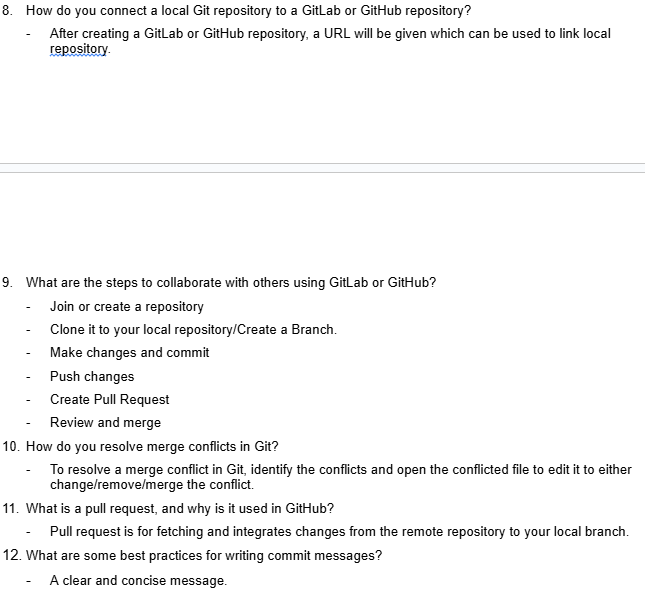 8. How do you connect a local Git repository to a GitLab or GitHub repository?
- After creating a GitLab or GitHub repository, a URL will be given which can be used to link local
repository.
9. What are the steps to collaborate with others using GitLab or GitHub?
- Join or create a repository
- Clone it to your local repository/Create a Branch.
- Make changes and commit
- Push changes
- Create Pull Request
- Review and merge
10. How do you resolve merge conflicts in Git?
- To resolve a merge conflict in Git, identify the conflicts and open the conflicted file to edit it to either
change/remove/merge the conflict.
11. What is a pull request, and why is it used in GitHub?
- Pull request is for fetching and integrates changes from the remote repository to your local branch.
12. What are some best practices for writing commit messages?
- A clear and concise message.